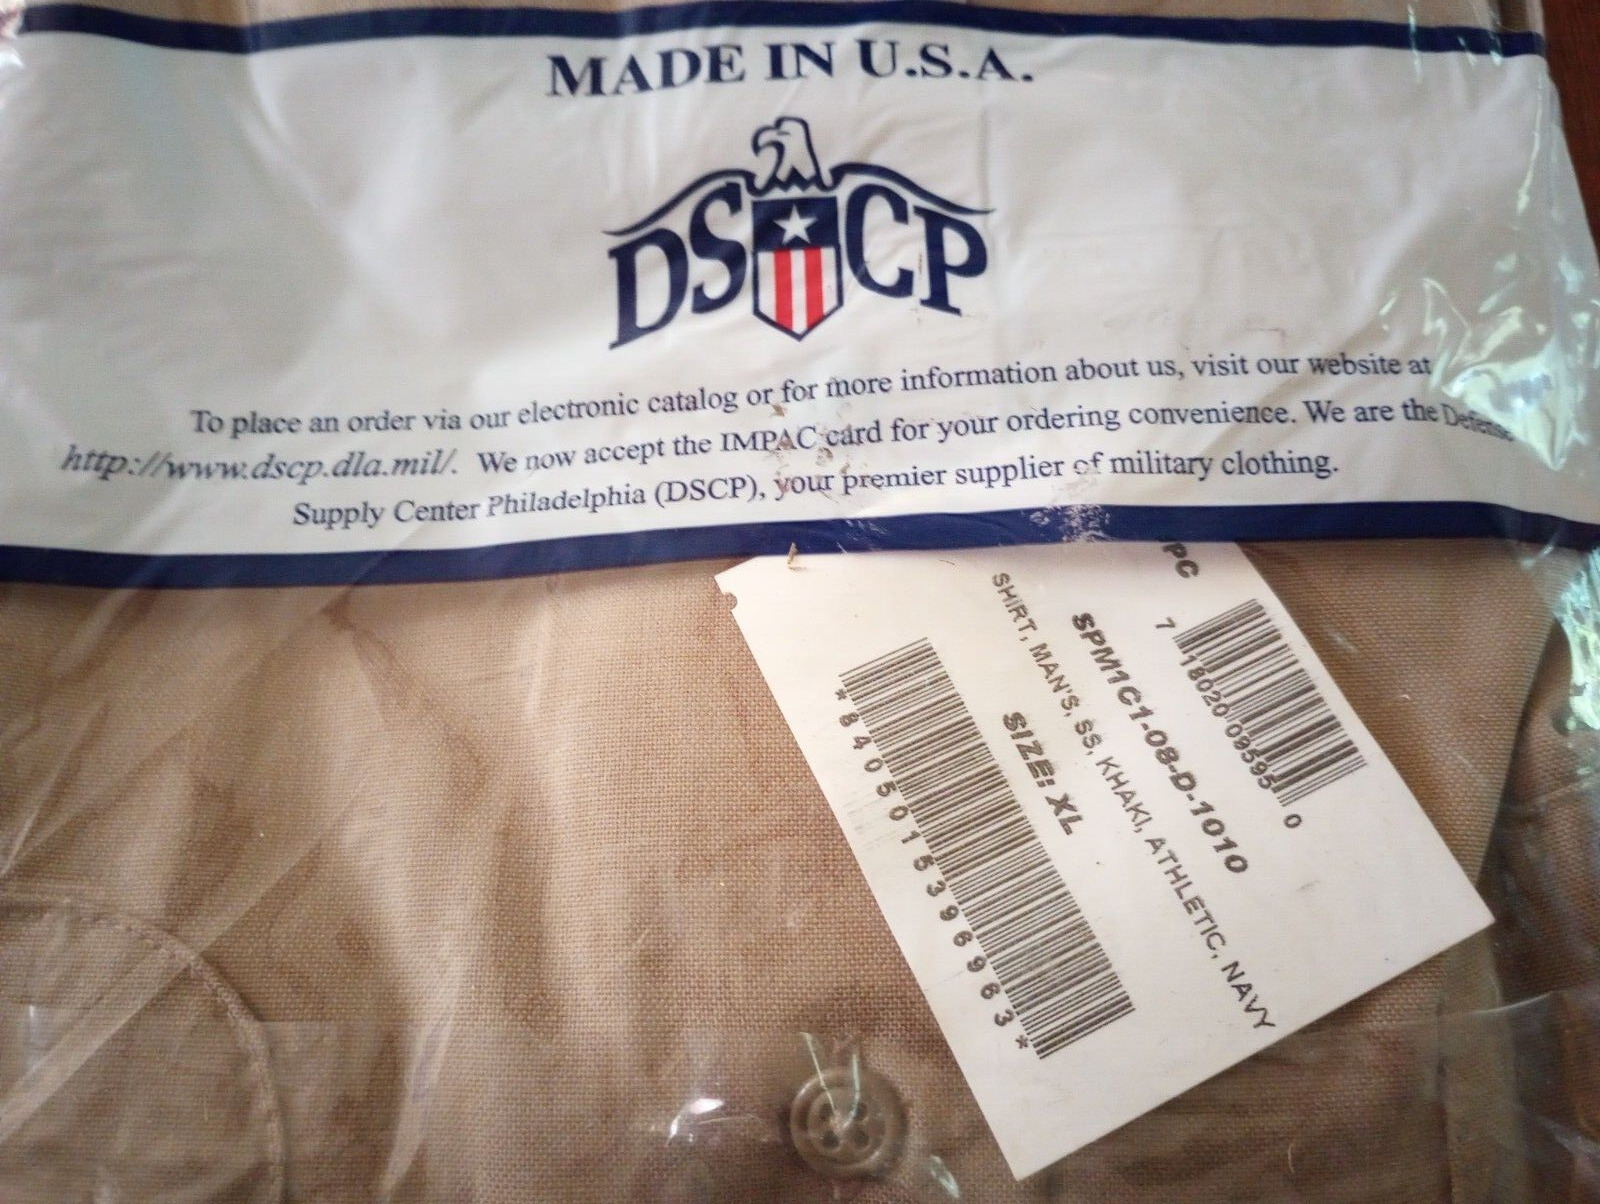 MADE IN U.S.A.
DSCP
To place an order via our electronic catalog or for more information about us, visit our website at
http://www.dscp.dla.mil/. We now accept the IMPAC card for your ordering convenience. We are the Defense
Supply Center Philadelphia (DSCP), your premier supplier of military clothing.
PC
7 18020 09595 0
SPM1C1-08-D-1010
SHIRT, MAN'S, SS, KHAKI, ATHLETIC, NAVY
SIZE: XL
*8405015396963*